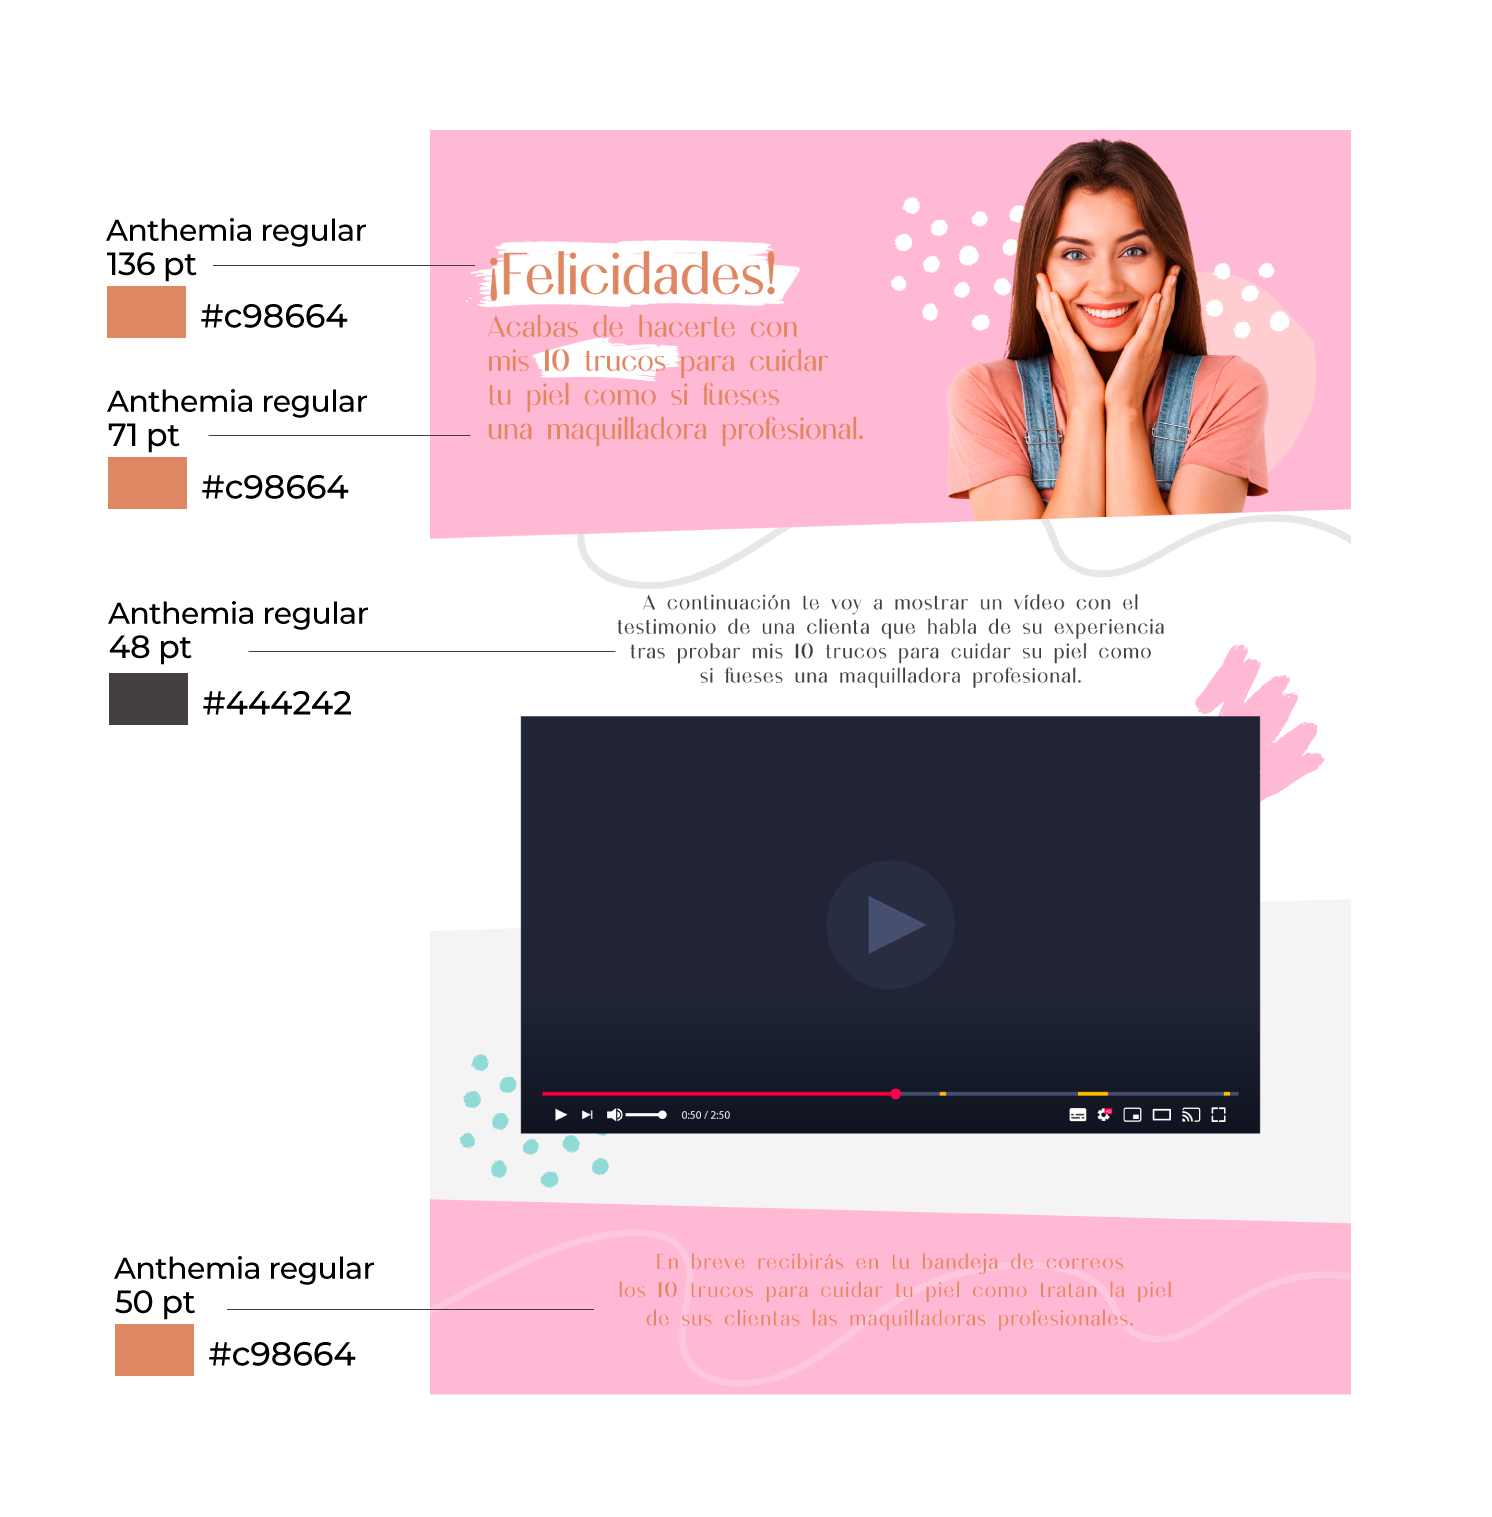 Anthemia regular
136 pt
#c98664
¡Felicidades!
Acabas de hacerte con
mis 10 trucos para cuidar
tu piel como si fueses
una maquilladora profesional.
Anthemia regular
71 pt
#c98664
Anthemia regular
48 pt
#444242
A continuación te voy a mostrar un vídeo con el
testimonio de una clienta que habla de su experiencia
tras probar mis 10 trucos para cuidar su piel como
si fueses una maquilladora profesional.
0:50 / 2:50
Anthemia regular
50 pt
#c98664
En breve recibirás en tu bandeja de correos
los 10 trucos para cuidar tu piel como tratan la piel
de sus clientas las maquilladoras profesionales.